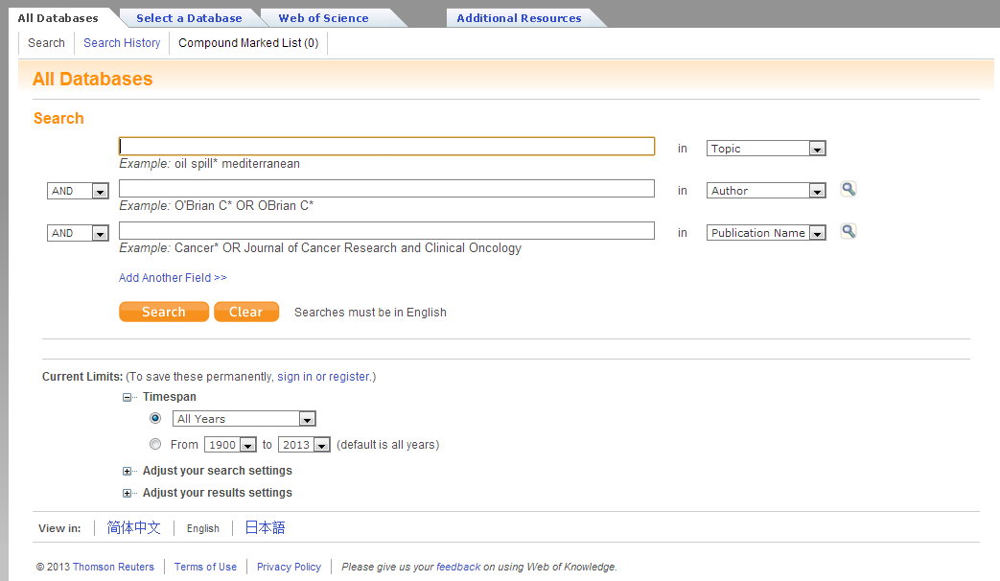 All Databases Select a Database Web of Science Additional Resources
Search Search History Compound Marked List (0)
All Databases
Search
in Topic
Example: oil spill* mediterranean
AND in Author
Example: O'Brian C* OR OBrian C*
AND in Publication Name
Example: Cancer* OR Journal of Cancer Research and Clinical Oncology
Add Another Field >>
Search Clear Searches must be in English
Current Limits: (To save these permanently, sign in or register.)
Timespan
All Years
From 1900 to 2013 (default is all years)
Adjust your search settings
Adjust your results settings
View in: 简体中文 English 日本語
© 2013 Thomson Reuters Terms of Use Privacy Policy Please give us your feedback on using Web of Knowledge.